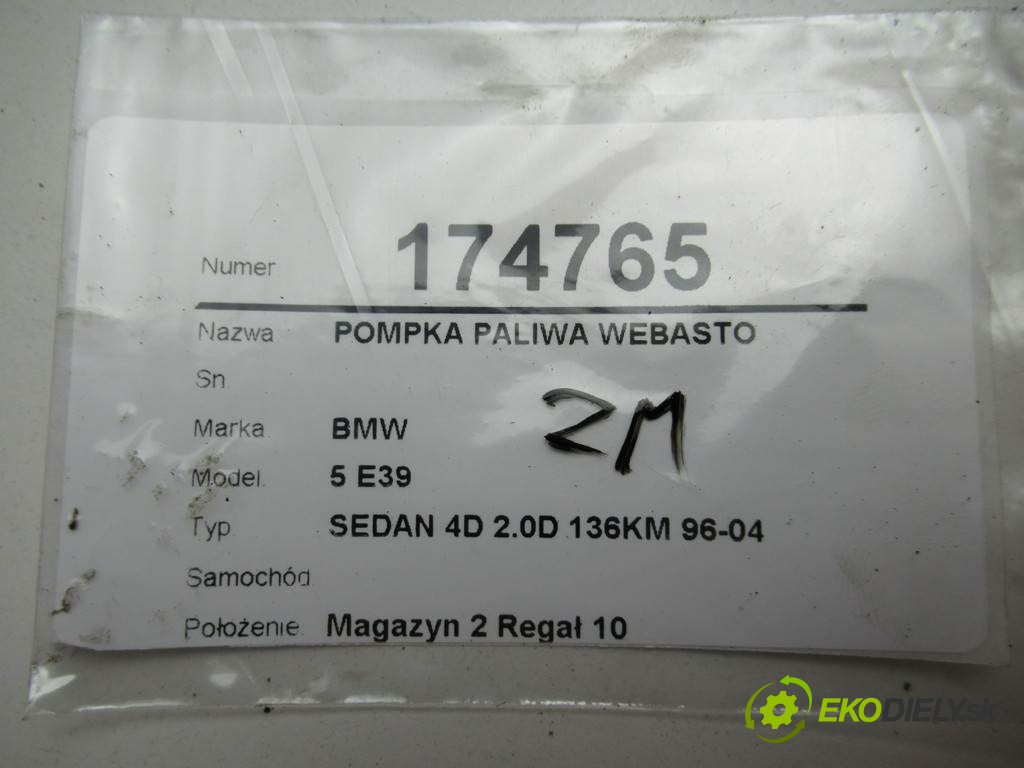 Numer 174765
Nazwa POMPKA PALIWA WEBASTO
Sn
Marka BMW
2M
Model 5 E39
Typ SEDAN 4D 2.0D 136KM 96-04
Samochód
Położenie Magazyn 2 Regał 10
EKODIELY.sk